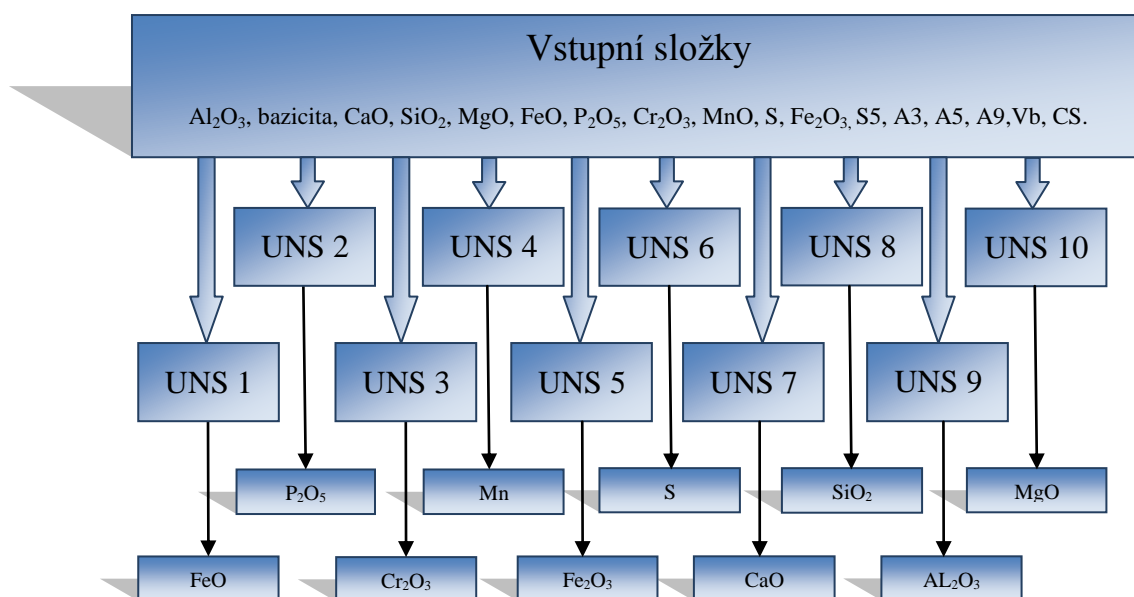 Vstupní složky
Al₂O₃, bazicita, CaO, SiO₂, MgO, FeO, P₂O₅, Cr₂O₃, MnO, S, Fe₂O₃, S5, A3, A5, A9,Vb, CS.
UNS 2
UNS 4
UNS 6
UNS 8
UNS 10
UNS 1
UNS 3
UNS 5
UNS 7
UNS 9
P₂O₅
Mn
S
SiO₂
MgO
FeO
Cr₂O₃
Fe₂O₃
CaO
AL₂O₃